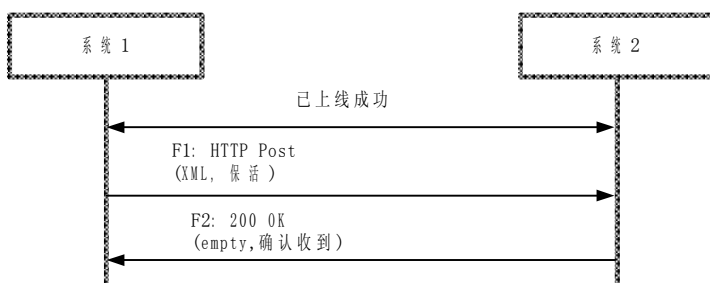 系统 1
系统 2
已上线成功
F1: HTTP Post
(XML, 保活)
F2: 200 OK
(empty,确认收到)